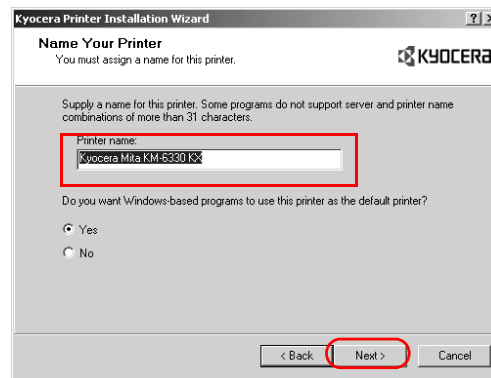 Kyocera Printer Installation Wizard
Name Your Printer
You must assign a name for this printer.
KYOCERA
Supply a name for this printer. Some programs do not support server and printer name
combinations of more than 31 characters.
Printer name:
Kyocera Mita KM-6330 KX
Do you want Windows-based programs to use this printer as the default printer?
Yes
No
< Back
Next >
Cancel